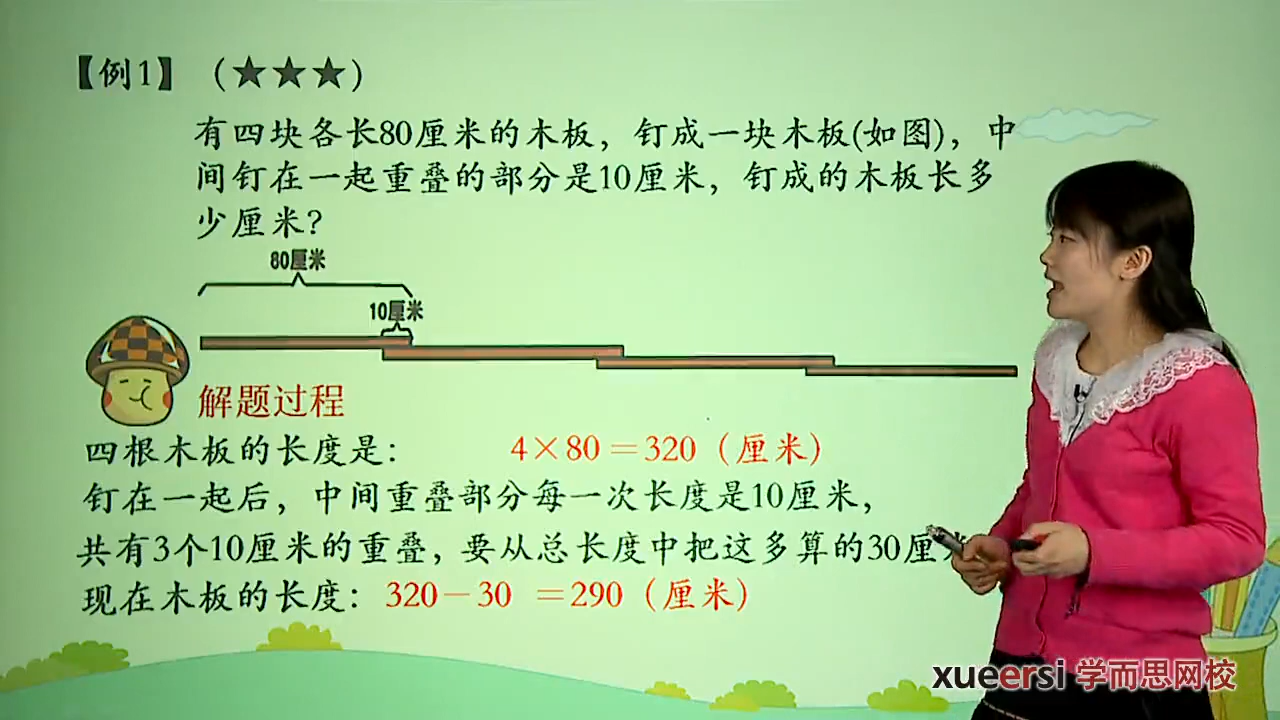 【例1】（★★★）
有四块各长80厘米的木板，钉成一块木板(如图)，中
间钉在一起重叠的部分是10厘米，钉成的木板长多
少厘米?
80厘米
10厘米
解题过程
四根木板的长度是： 4×80＝320（厘米）
钉在一起后，中间重叠部分每一次长度是10厘米，
共有3个10厘米的重叠，要从总长度中把这多算的30厘米
现在木板的长度：320－30 ＝290（厘米）
xueersi 学而思网校